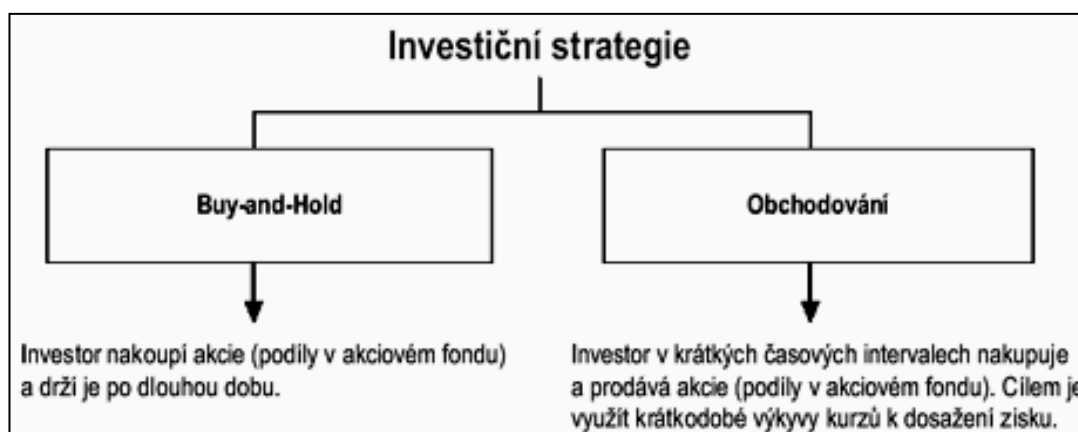 Investiční strategie
Buy-and-Hold
Obchodování
Investor nakoupí akcie (podíly v akciovém fondu)
a drží je po dlouhou dobu.
Investor v krátkých časových intervalech nakupuje
a prodává akcie (podíly v akciovém fondu). Cílem je
využít krátkodobé výkyvy kurzů k dosažení zisku.